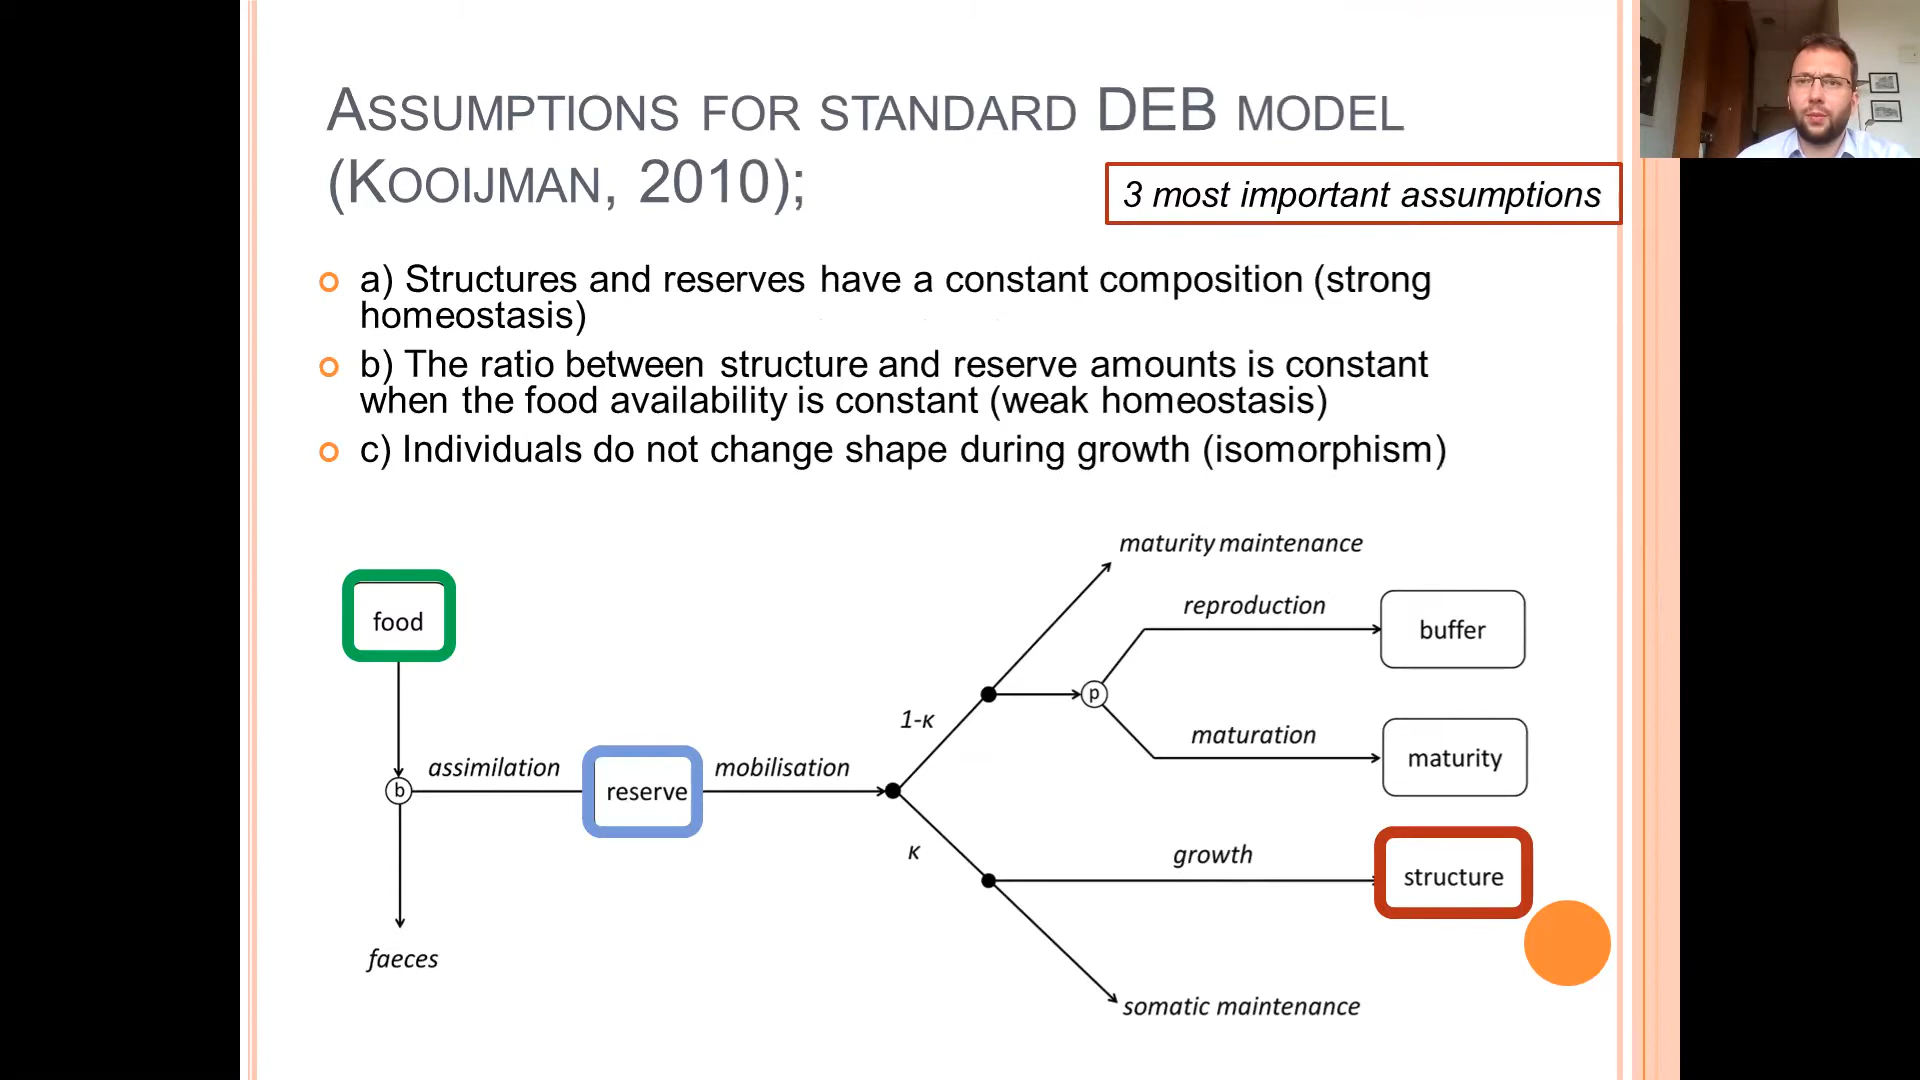 ASSUMPTIONS FOR STANDARD DEB MODEL
(KOOIJMAN, 2010);
3 most important assumptions
a) Structures and reserves have a constant composition (strong
homeostasis)
b) The ratio between structure and reserve amounts is constant
when the food availability is constant (weak homeostasis)
c) Individuals do not change shape during growth (isomorphism)
maturity maintenance
food
reproduction
buffer
p
1-κ
maturation
maturity
assimilation
mobilisation
b
reserve
κ
growth
structure
faeces
somatic maintenance